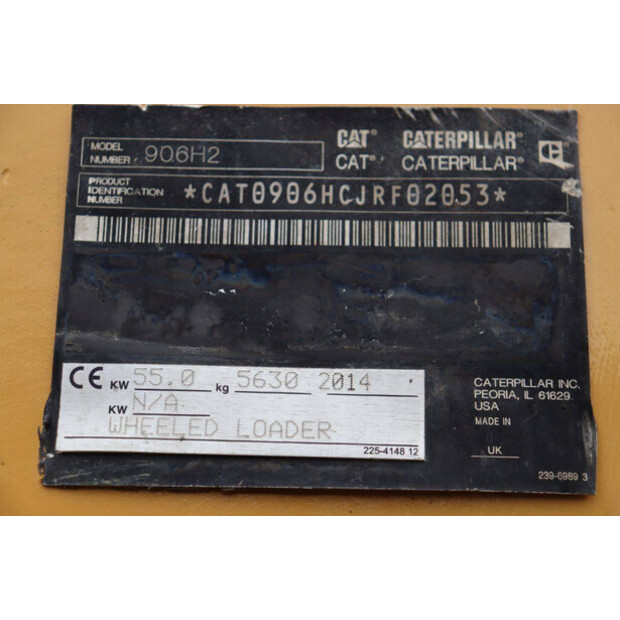 MODEL NUMBER 906H2
CAT® CATERPILLAR®
CAT® CATERPILLAR®
PRODUCT IDENTIFICATION NUMBER *CAT0906HCJRF02053*
CE KW 55.0 kg 5630 2014
KW N/A
WHEELED LOADER
225-4148 12
CATERPILLAR INC.
PEORIA, IL 61629
USA
MADE IN
UK
239-6989 3